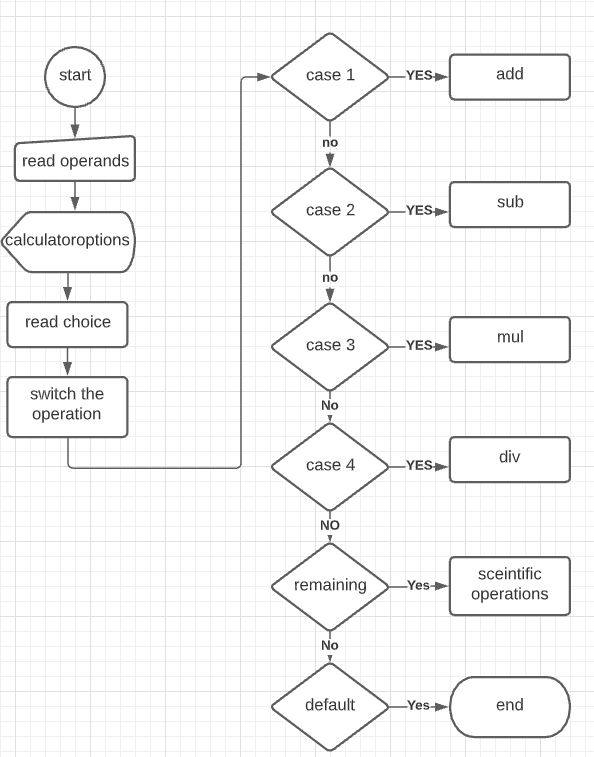 start
read operands
calculatoroptions
read choice
switch the
operation
case 1
YES
add
no
case 2
YES
sub
no
case 3
YES
mul
No
case 4
YES
div
NO
remaining
Yes
sceintific
operations
No
default
Yes
end